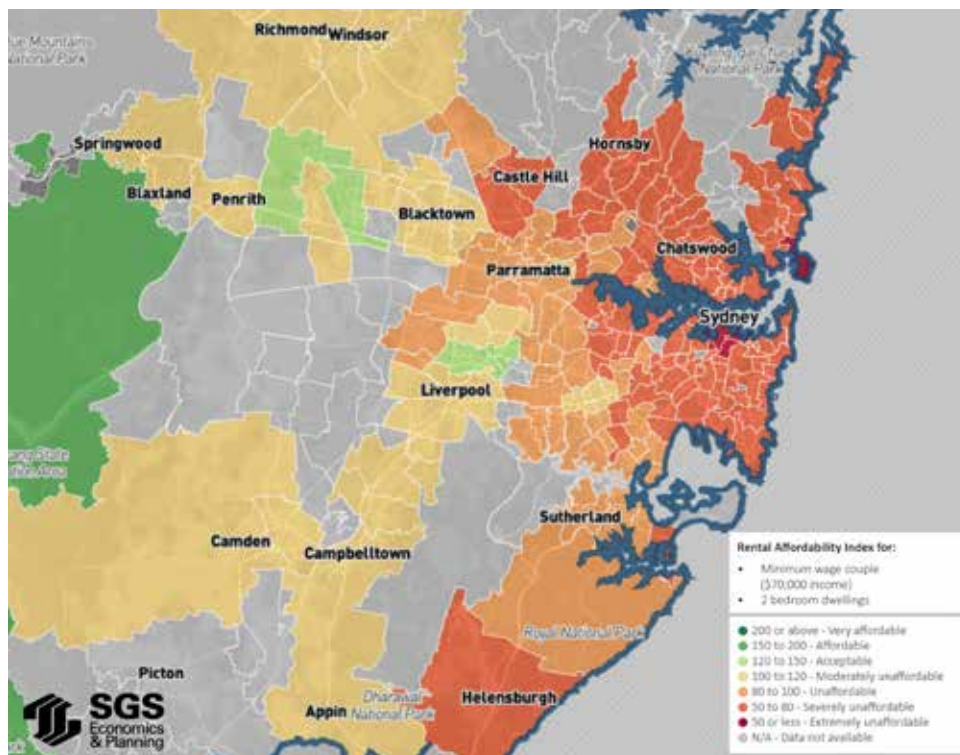 Richmond
Windsor
National Park
National Park
Springwood
Hornsby
Castle Hill
Blaxland
Penrith
Blacktown
Chatswood
Parramatta
Sydney
Liverpool
Sutherland
Camden
Campbelltown
Royal National Park
Picton
Helensburgh
Dharawal
National Park
Appin
SGS
Economics
& Planning
Rental Affordability Index for:
• Minimum wage couple
($70,000 income)
• 2 bedroom dwellings
200 or above - Very affordable
150 to 200 - Affordable
120 to 150 - Acceptable
100 to 120 - Moderately unaffordable
80 to 100 - Unaffordable
50 to 80 - Severely unaffordable
50 or less - Extremely unaffordable
N/A - Data not available